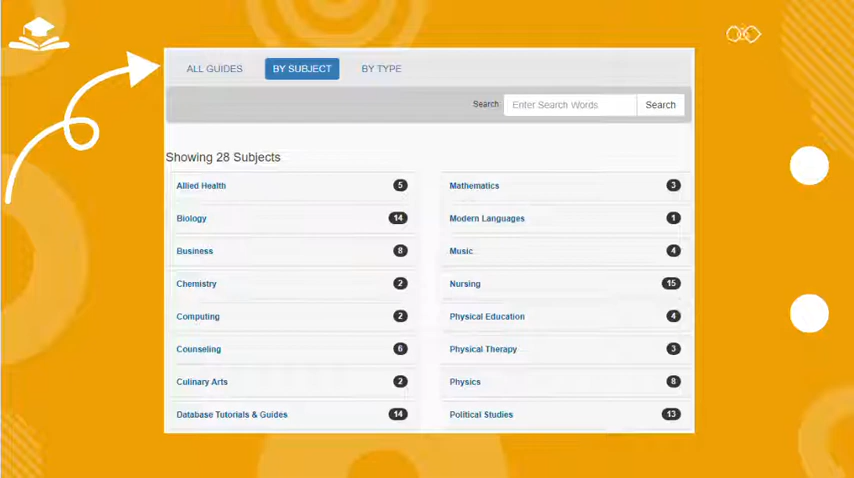 ALL GUIDES BY SUBJECT BY TYPE
Search Enter Search Words Search
Showing 28 Subjects
Allied Health 5
Biology 14
Business 8
Chemistry 2
Computing 2
Counseling 6
Culinary Arts 2
Database Tutorials & Guides 14
Mathematics 3
Modern Languages 1
Music 4
Nursing 15
Physical Education 4
Physical Therapy 3
Physics 8
Political Studies 13